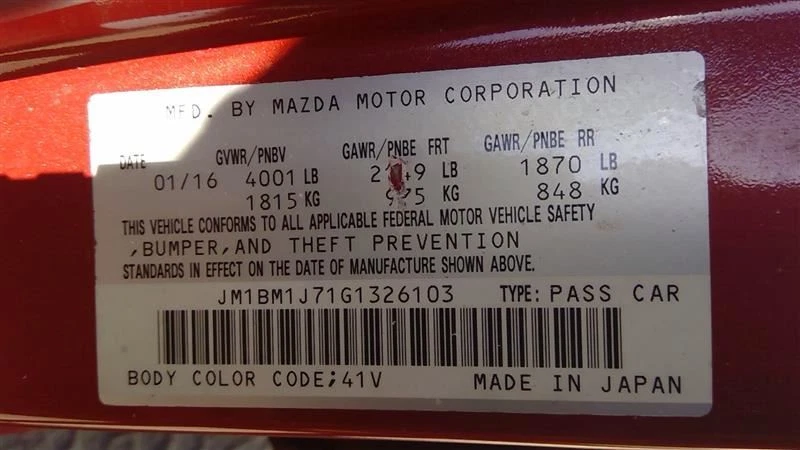 MFD. BY MAZDA MOTOR CORPORATION
DATE GVWR/PNBV GAWR/PNBE FRT GAWR/PNBE RR
01/16 4001 LB LB 1870 LB
1815 KG KG 848 KG
THIS VEHICLE CONFORMS TO ALL APPLICABLE FEDERAL MOTOR VEHICLE SAFETY
,BUMPER,AND THEFT PREVENTION
STANDARDS IN EFFECT ON THE DATE OF MANUFACTURE SHOWN ABOVE.
JM1BM1J71G1326103 TYPE: PASS CAR
BODY COLOR CODE;41V MADE IN JAPAN